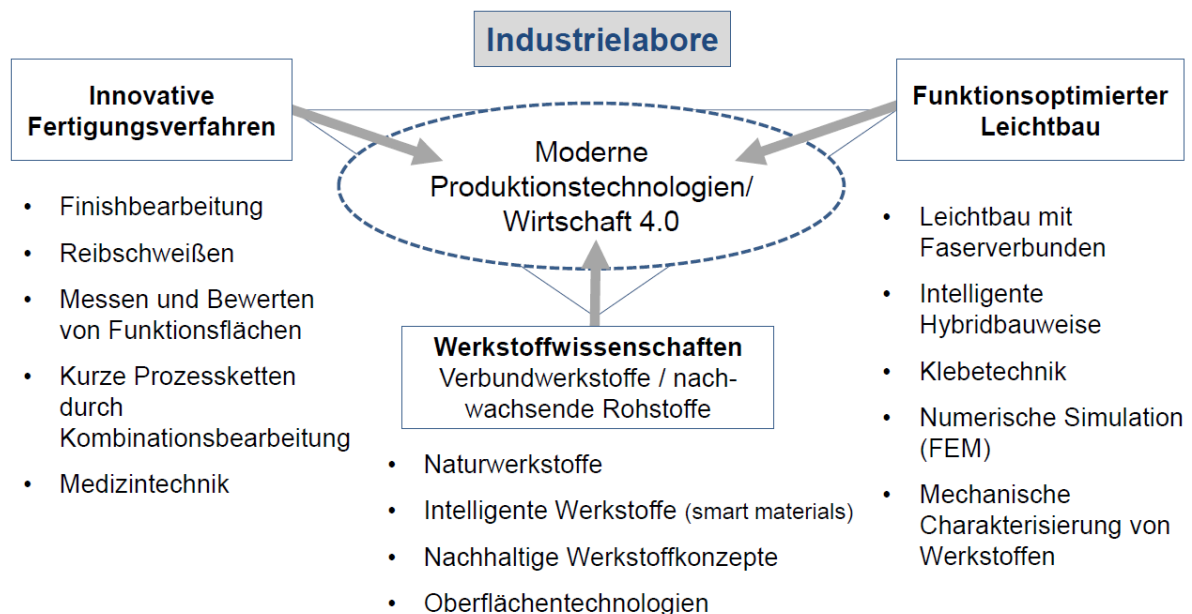 Industrielabore
Innovative
Fertigungsverfahren
• Finishbearbeitung
• Reibschweißen
• Messen und Bewerten
von Funktionsflächen
• Kurze Prozessketten
durch
Kombinationsbearbeitung
• Medizintechnik
Moderne
Produktionstechnologien/
Wirtschaft 4.0
Werkstoffwissenschaften
Verbundwerkstoffe / nach-
wachsende Rohstoffe
• Naturwerkstoffe
• Intelligente Werkstoffe (smart materials)
• Nachhaltige Werkstoffkonzepte
• Oberflächentechnologien
Funktionsoptimierter
Leichtbau
• Leichtbau mit
Faserverbunden
• Intelligente
Hybridbauweise
• Klebetechnik
• Numerische Simulation
(FEM)
• Mechanische
Charakterisierung von
Werkstoffen